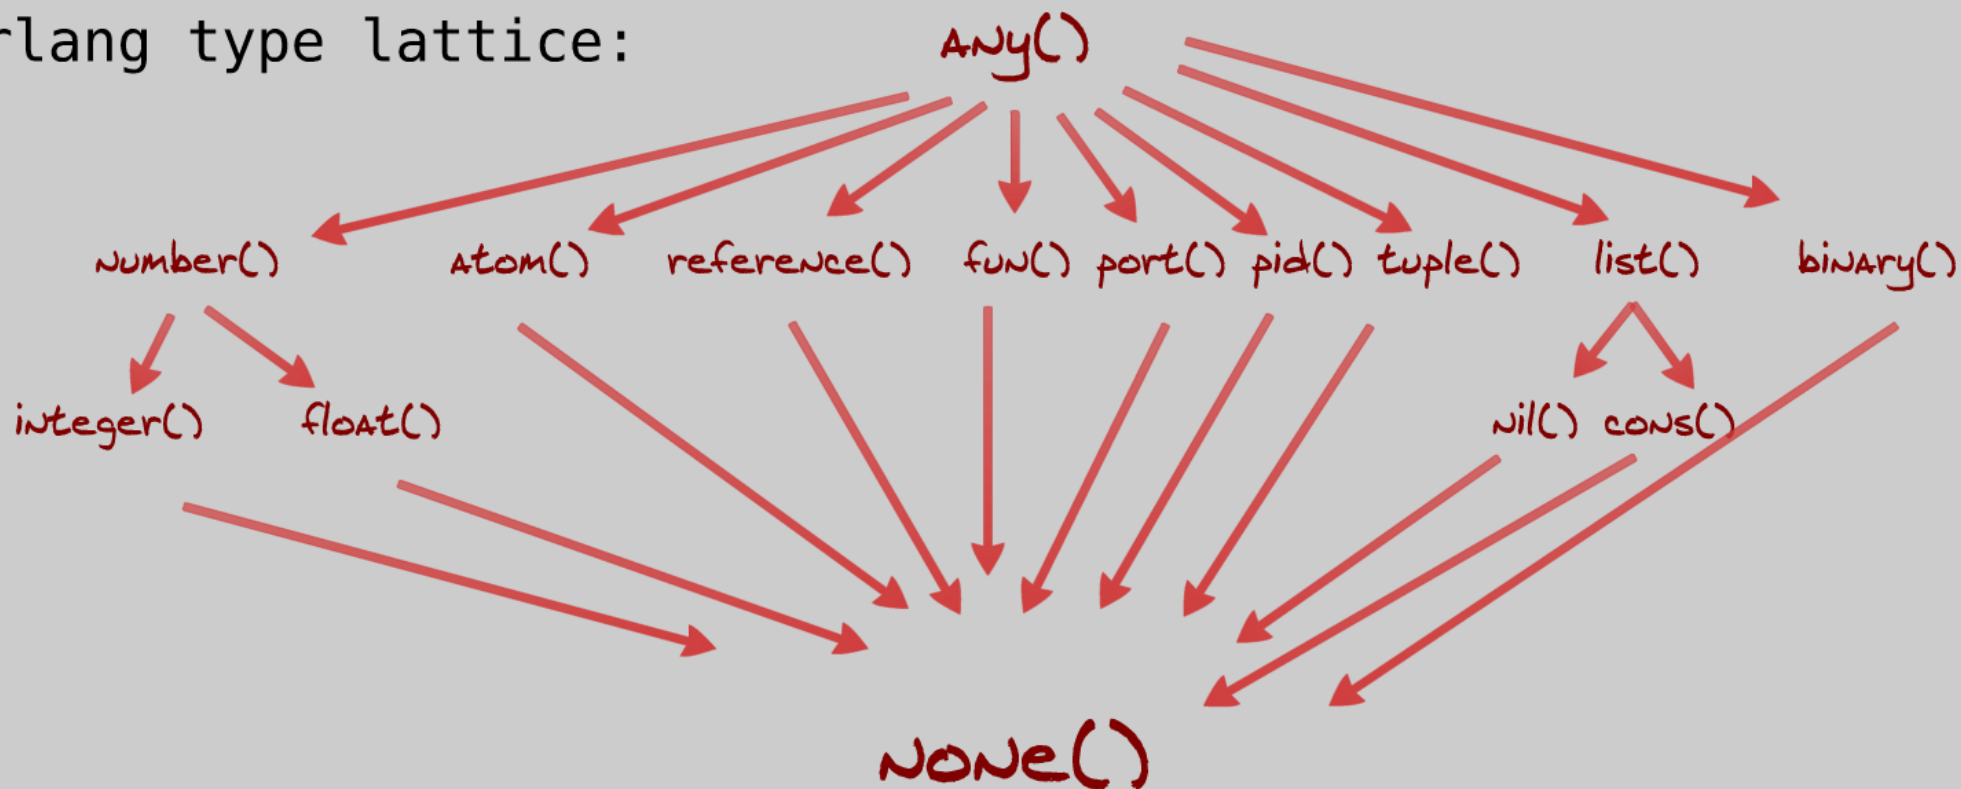 rlang type lattice:
any()
number() atom() reference() fun() port() pid() tuple() list() binary()
integer() float() nil() cons()
none()